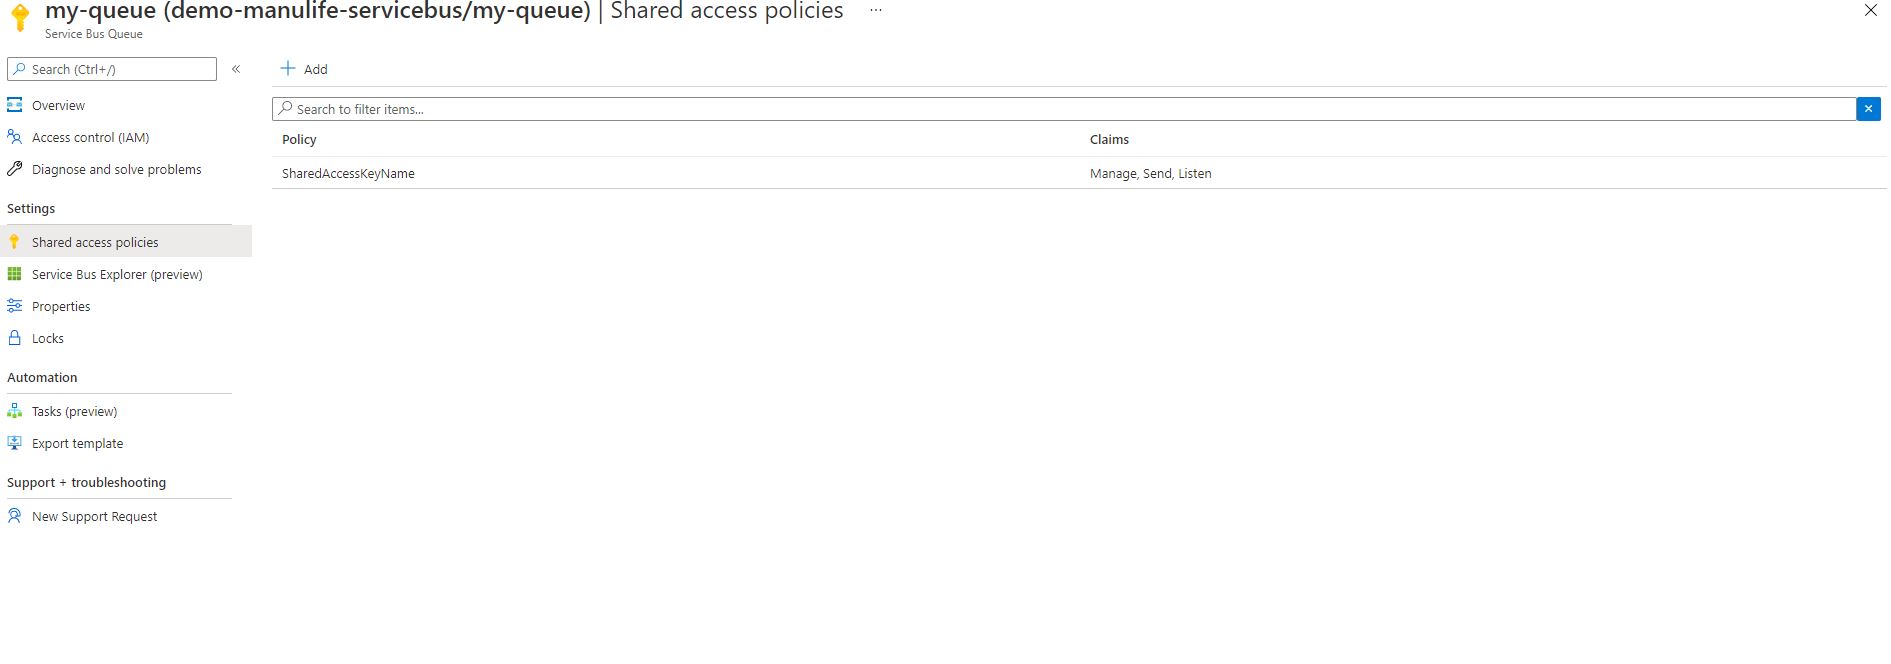 my-queue (demo-manulife-servicebus/my-queue) | Shared access policies ...
Service Bus Queue
Search (Ctrl+/) «
Overview
Access control (IAM)
Diagnose and solve problems
Settings
Shared access policies
Service Bus Explorer (preview)
Properties
Locks
Automation
Tasks (preview)
Export template
Support + troubleshooting
New Support Request
Add
Search to filter items...
Policy Claims
SharedAccessKeyName Manage, Send, Listen